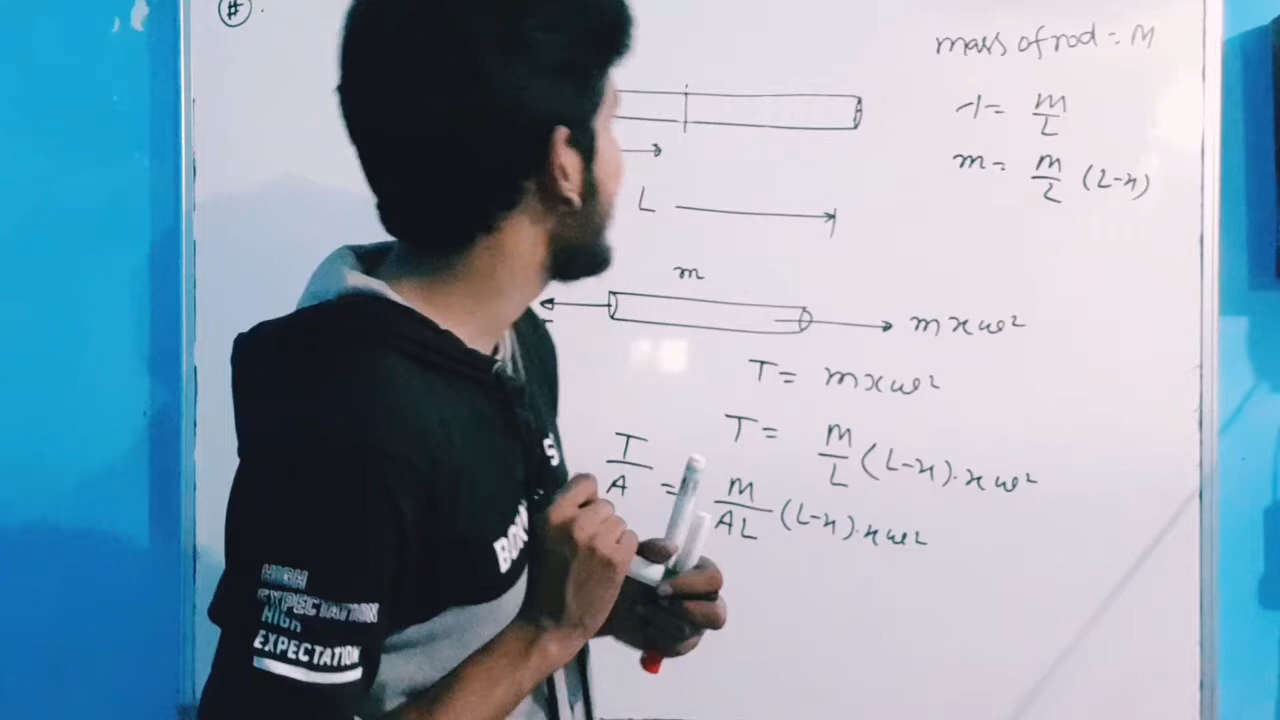 #
mass of rod = M
λ = M/L
m = M/L (L-x)
L
m
mxω²
T = mxω²
T = M/L (L-x).xω²
T/A = M/AL (L-x).xω²
HIGH
EXPECTATION
HIGH
EXPECTATION